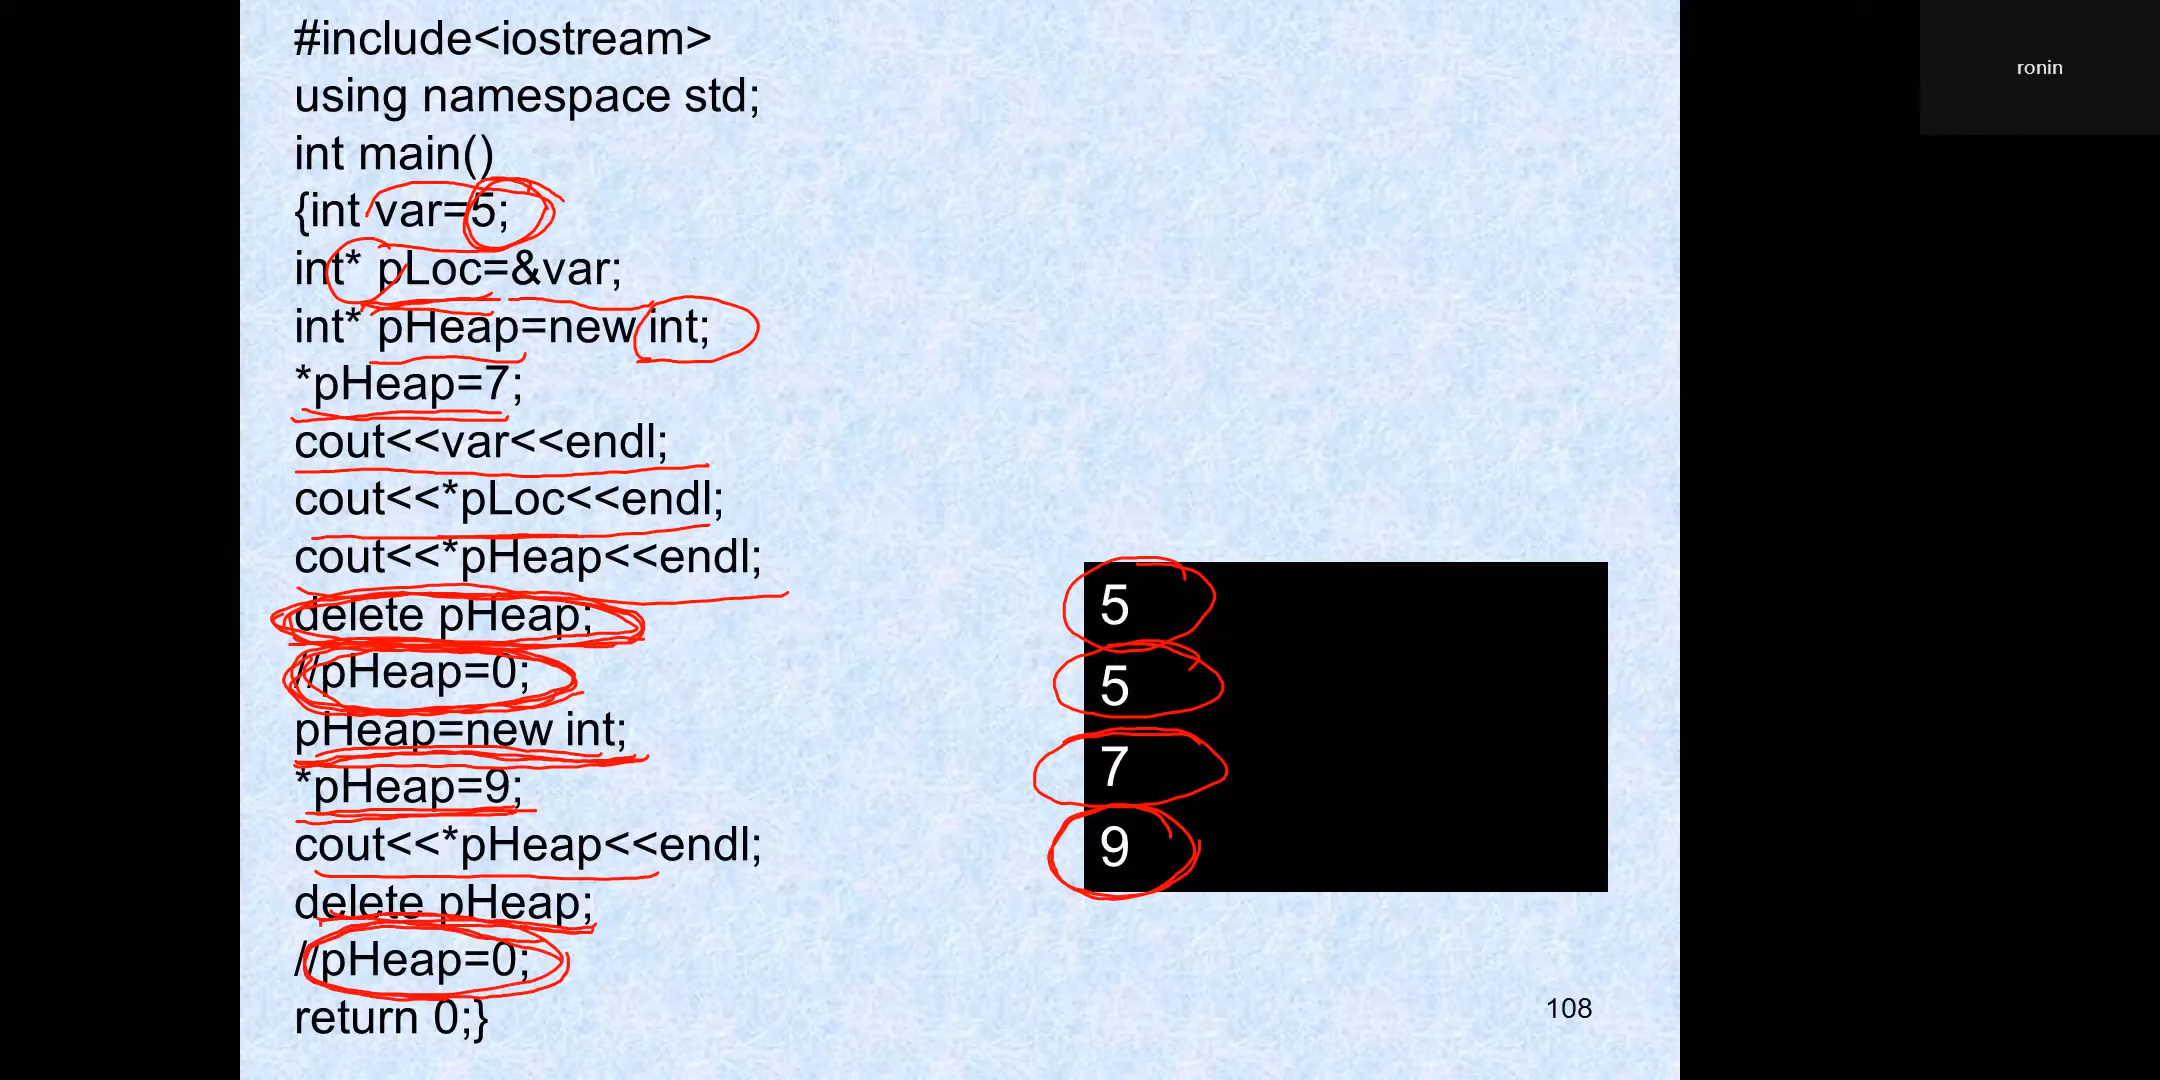 #include<iostream>
using namespace std;
int main()
{int var=5;
int* pLoc=&var;
int* pHeap=new int;
*pHeap=7;
cout<<var<<endl;
cout<<*pLoc<<endl;
cout<<*pHeap<<endl;
delete pHeap;
//pHeap=0;
pHeap=new int;
*pHeap=9;
cout<<*pHeap<<endl;
delete pHeap;
//pHeap=0;
return 0;}
5
5
7
9
108
ronin